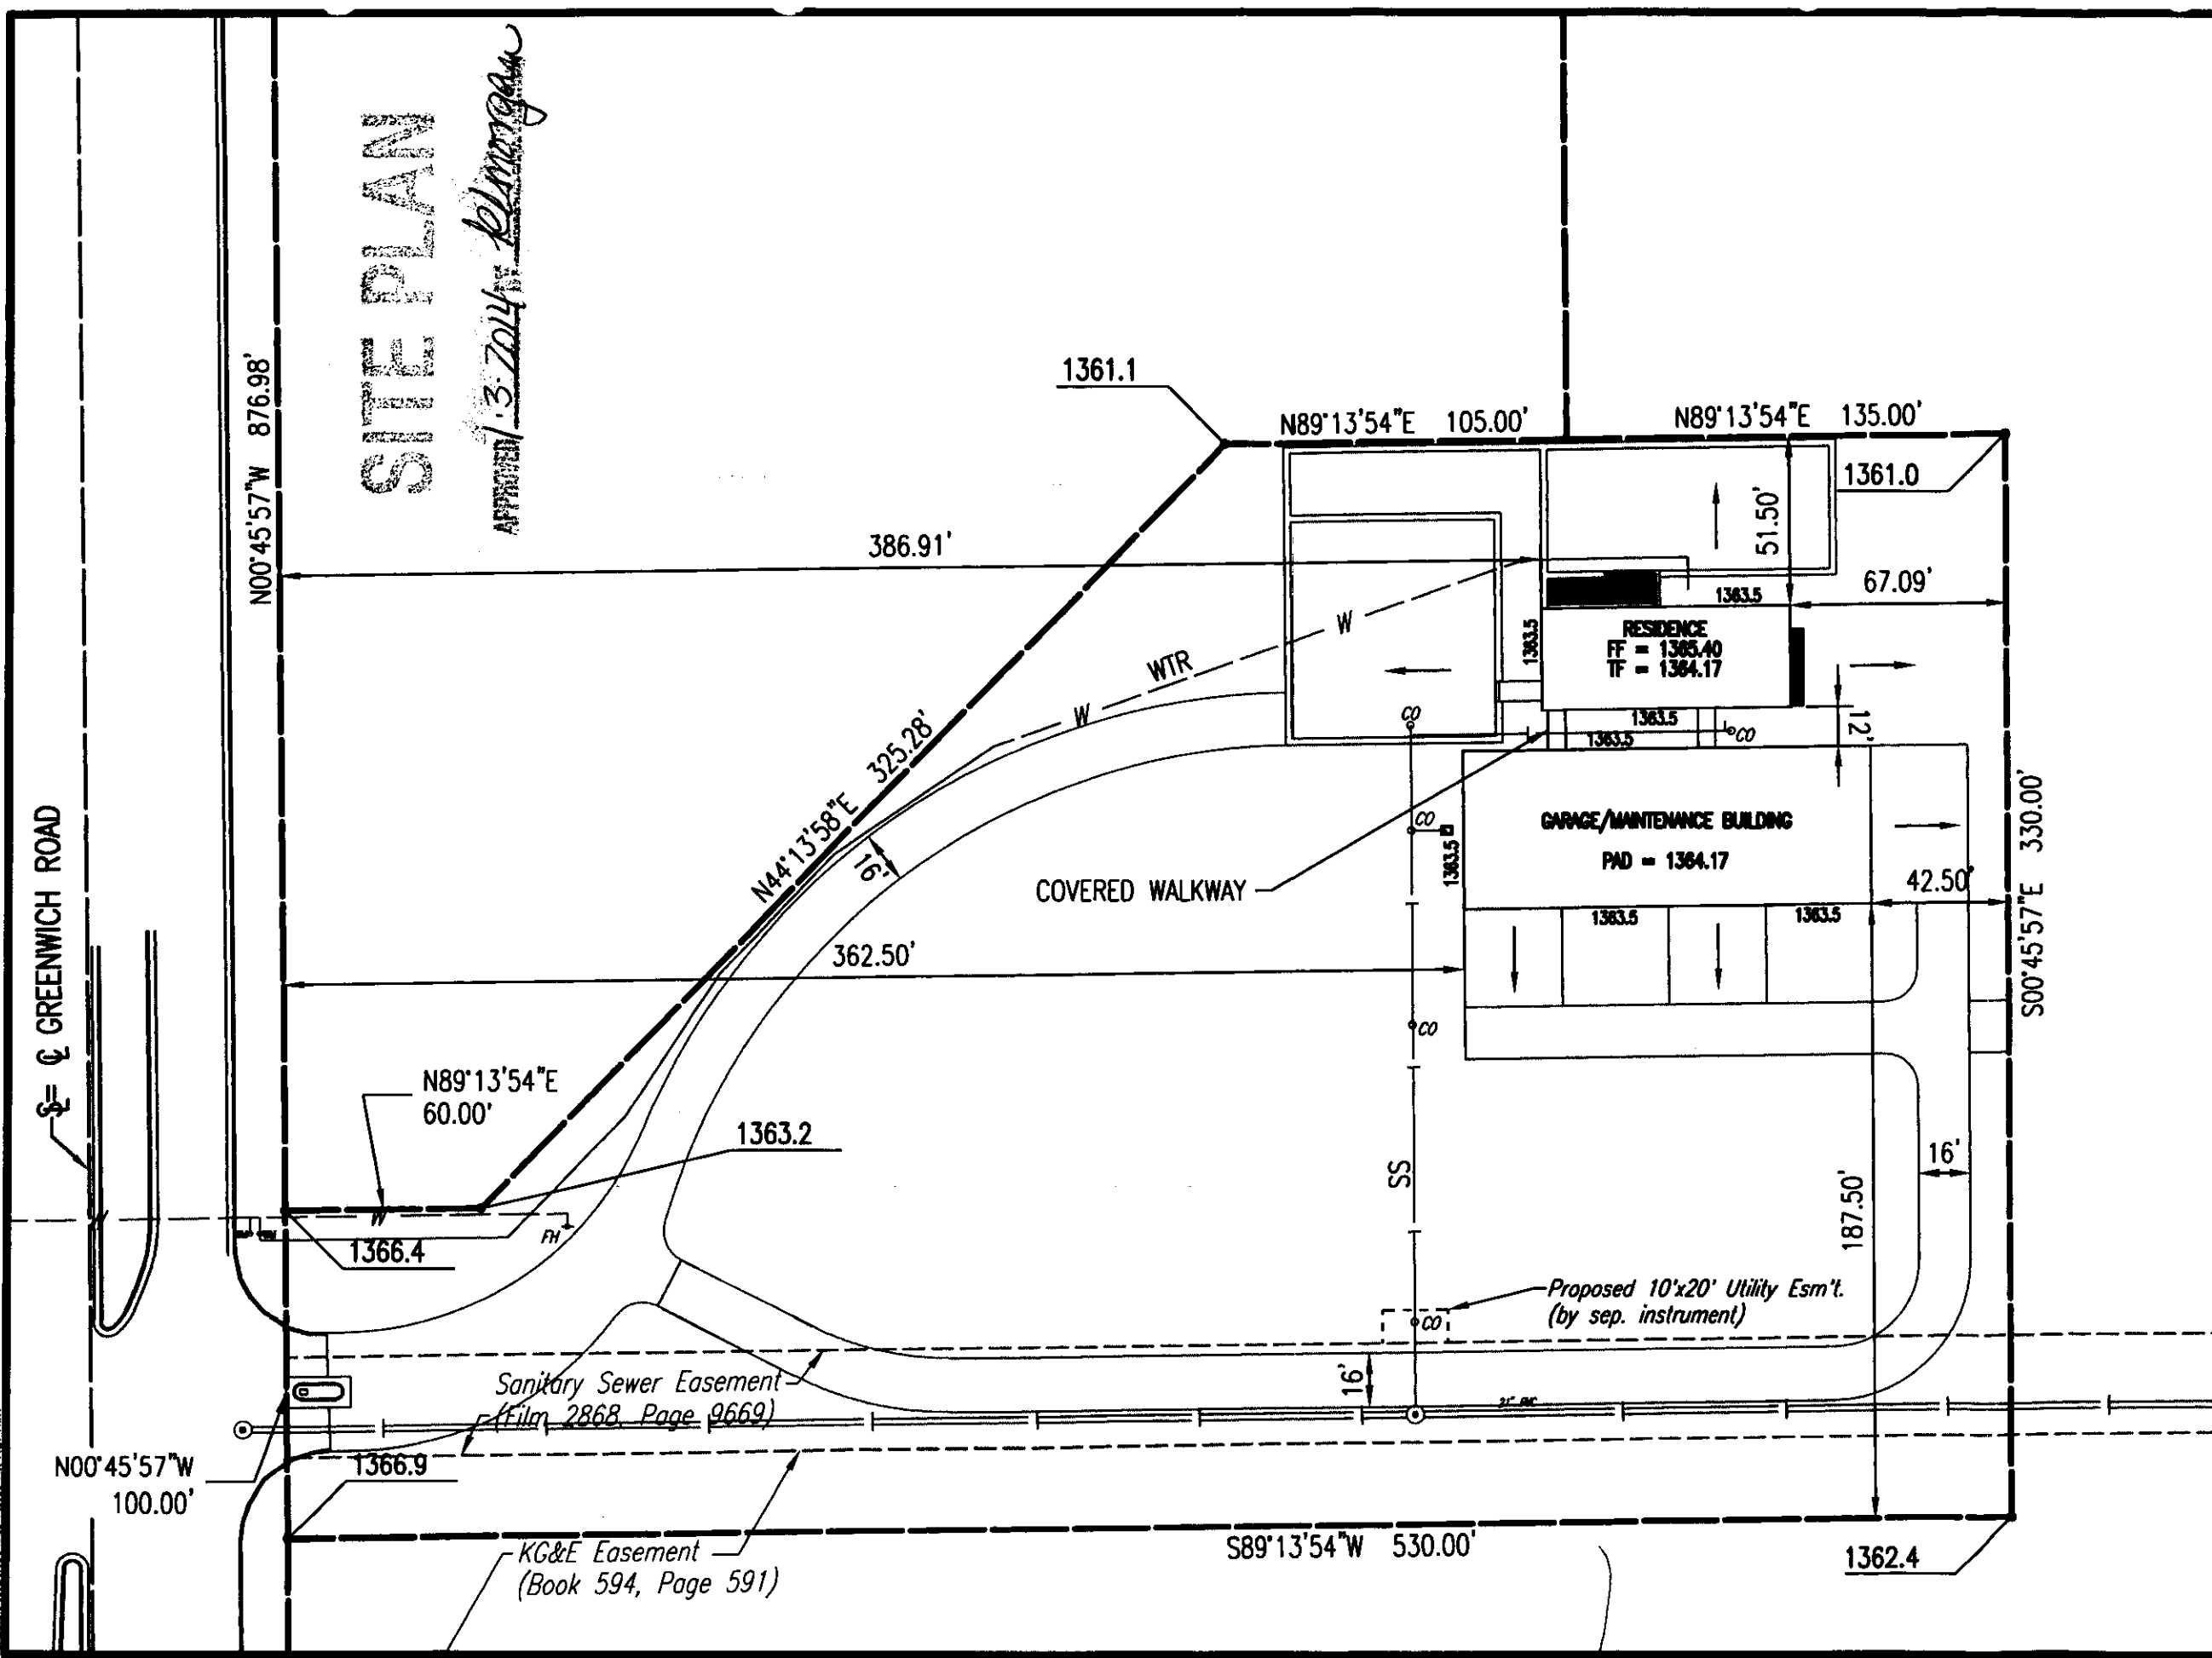 SITE PLAN
APPROVED 1-3-2014
N00°45'57"W 876.98'
1361.1
N89°13'54"E 105.00'
N89°13'54"E 135.00'
1361.0
51.50'
386.91'
67.09'
1363.5
1363.5
RESIDENCE
FF = 1365.40
TF = 1364.17
W
WTR
W
CO
1363.5
1363.5
CO
12'
N44°13'58"E 325.28'
16'
CO
1363.5
GARAGE/MAINTENANCE BUILDING
PAD = 1364.17
COVERED WALKWAY
42.50'
1363.5
1363.5
S00°45'57"E 330.00'
362.50'
CO
℄ GREENWICH ROAD
N89°13'54"E
60.00'
1363.2
SS
16'
187.50'
W
FH
1366.4
Proposed 10'x20' Utility Esm't.
(by sep. instrument)
CO
16'
Sanitary Sewer Easement
(Film 2868, Page 9669)
21" PVC
N00°45'57"W
100.00'
1366.9
KG&E Easement
(Book 594, Page 591)
S89°13'54"W 530.00'
1362.4